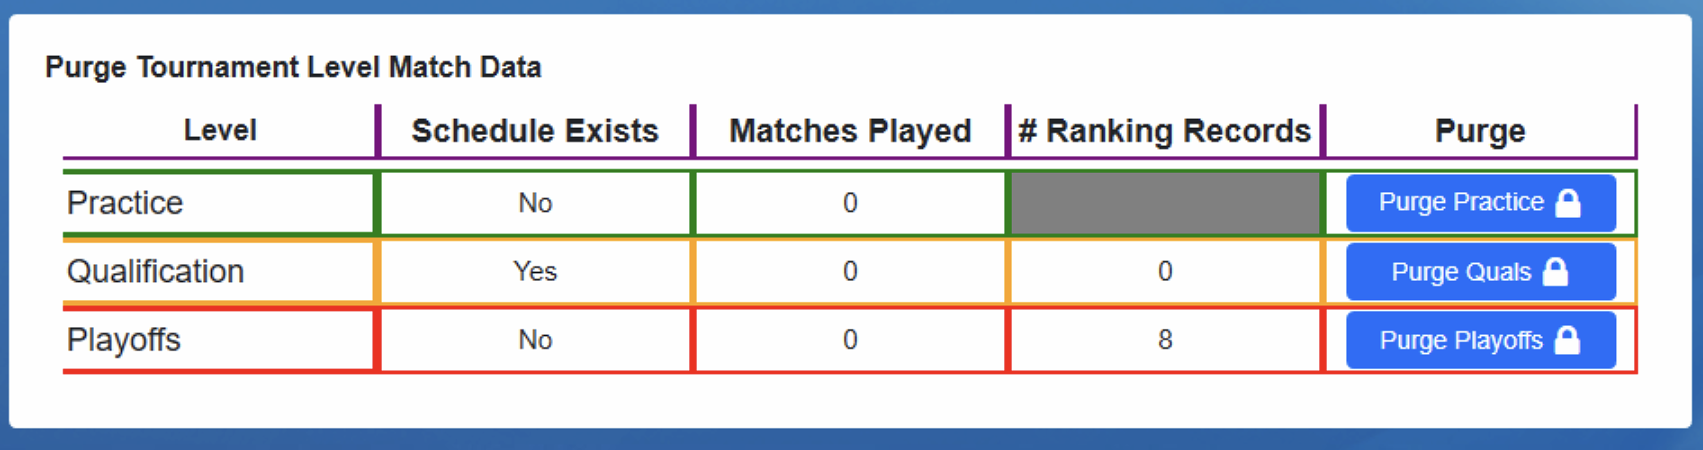 Purge Tournament Level Match Data
Level Schedule Exists Matches Played # Ranking Records Purge
Practice No 0 Purge Practice
Qualification Yes 0 0 Purge Quals
Playoffs No 0 8 Purge Playoffs